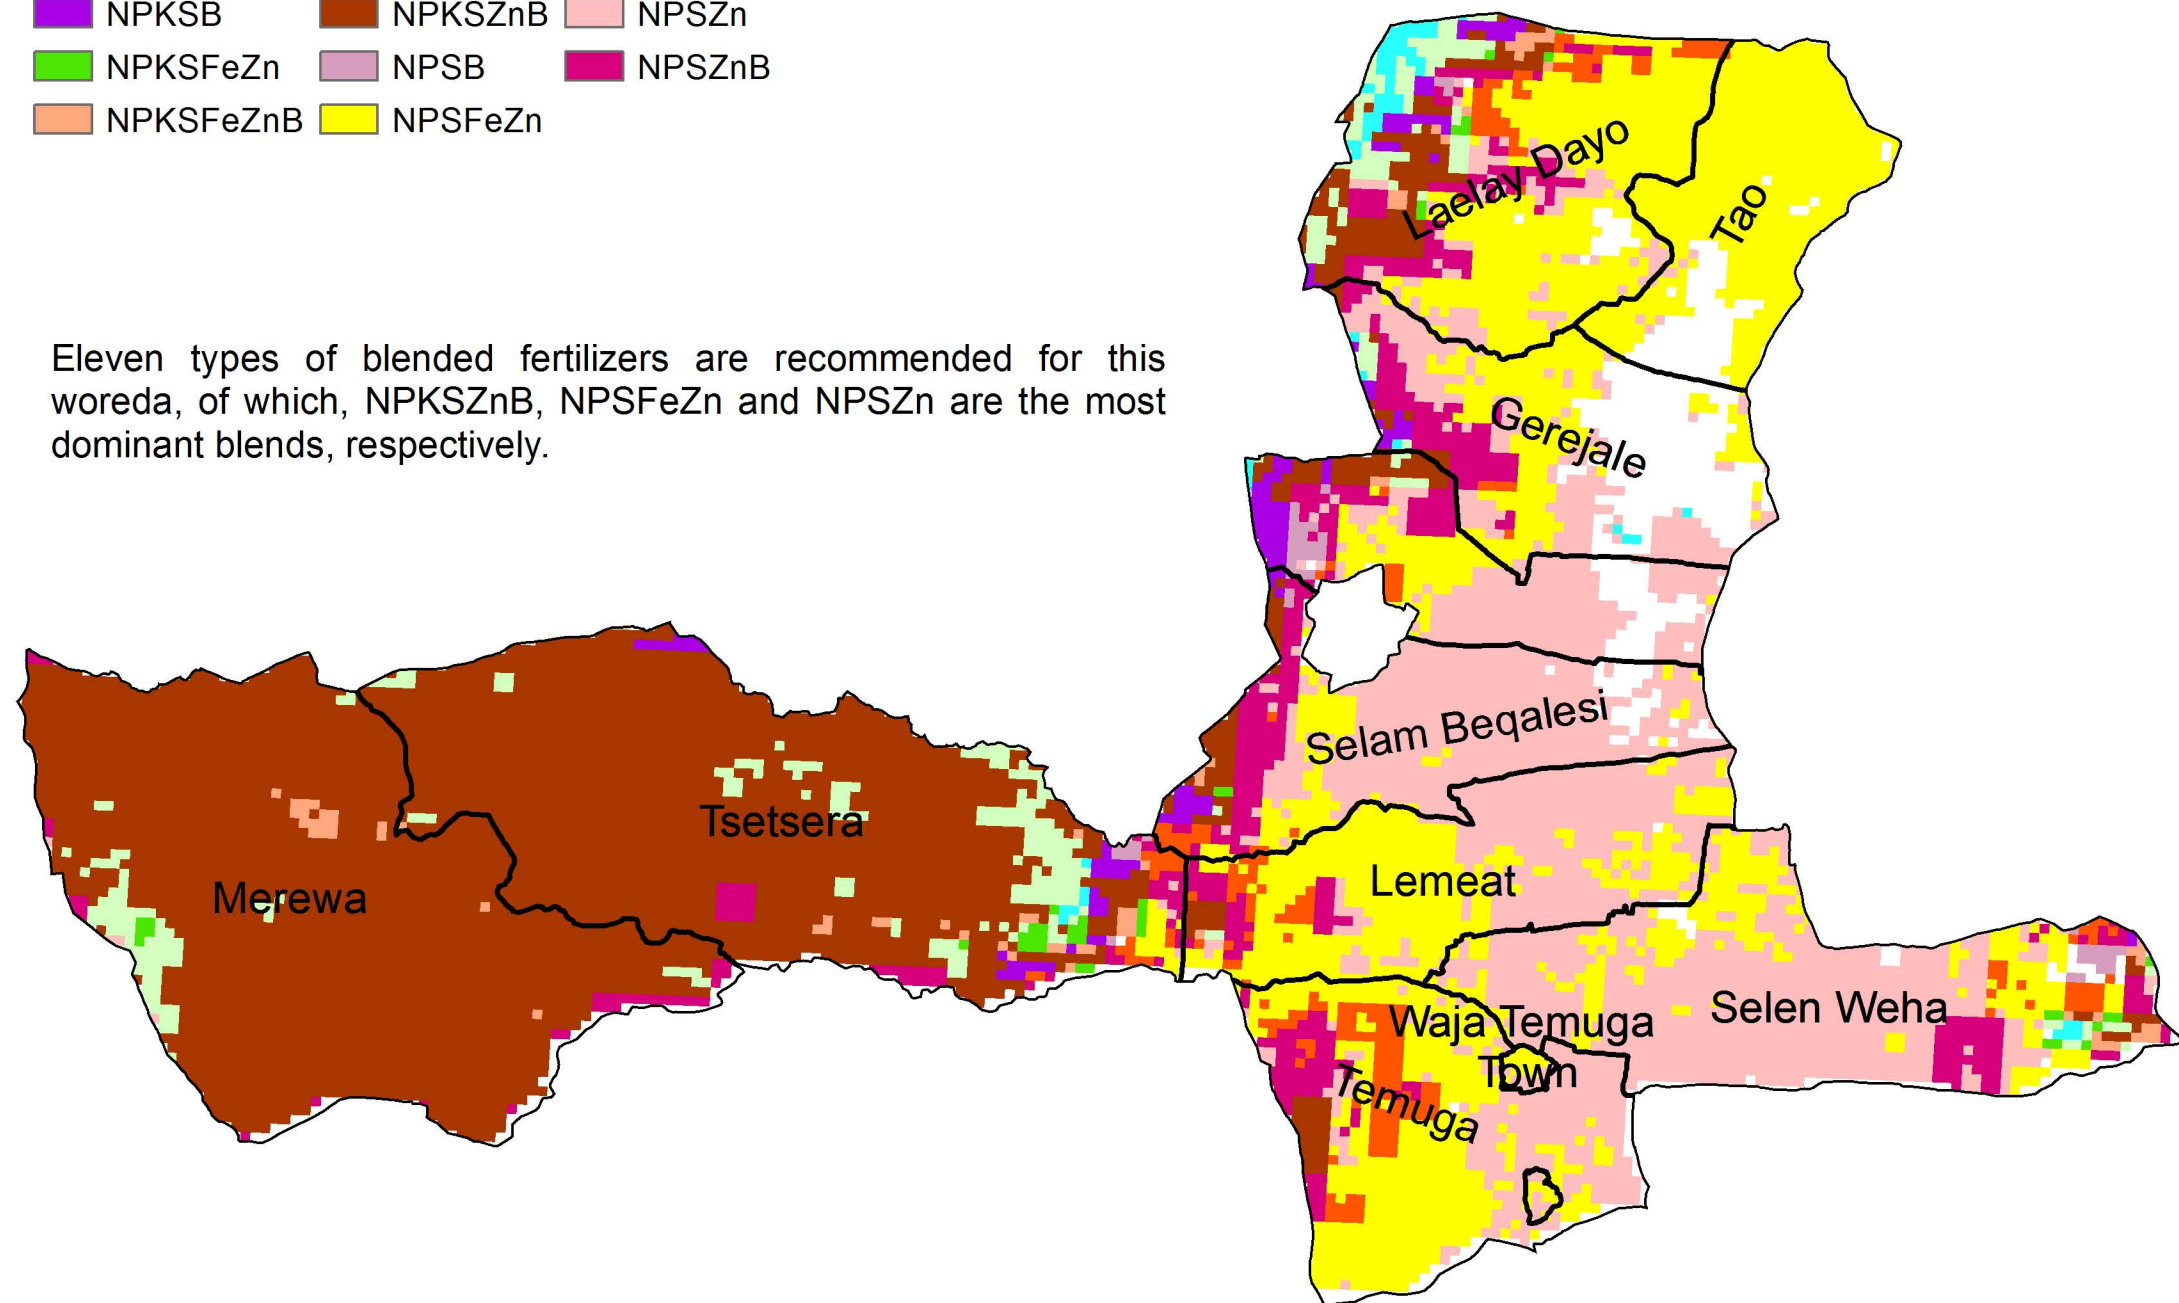 NPKSB NPKSZnB NPSZn
NPKSFeZn NPSB NPSZnB
NPKSFeZnB NPSFeZn
Laelay Dayo
Tao
Eleven types of blended fertilizers are recommended for this
woreda, of which, NPKSZnB, NPSFeZn and NPSZn are the most
dominant blends, respectively.
Gerejale
Selam Beqalesi
Tsetsera
Lemeat
Merewa
Selen Weha
Waja Temuga
Town
Temuga